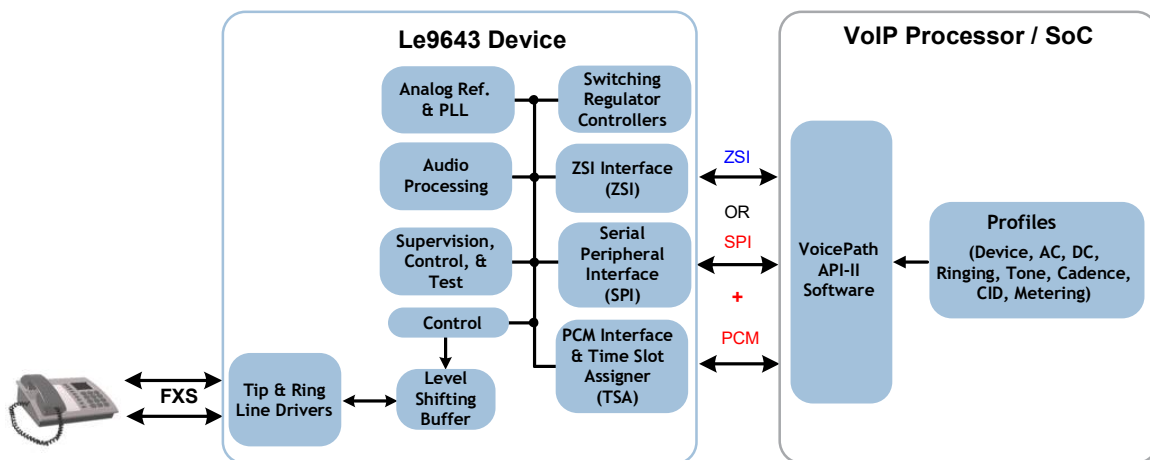 Le9643 Device
VoIP Processor / SoC
Analog Ref.
& PLL
Switching
Regulator
Controllers
Audio
Processing
ZSI Interface
(ZSI)
Supervision,
Control, &
Test
Serial
Peripheral
Interface
(SPI)
Control
PCM Interface
& Time Slot
Assigner
(TSA)
Tip & Ring
Line Drivers
Level
Shifting
Buffer
FXS
ZSI
OR
SPI
+
PCM
VoicePath
API-II
Software
Profiles
(Device, AC, DC,
Ringing, Tone, Cadence,
CID, Metering)